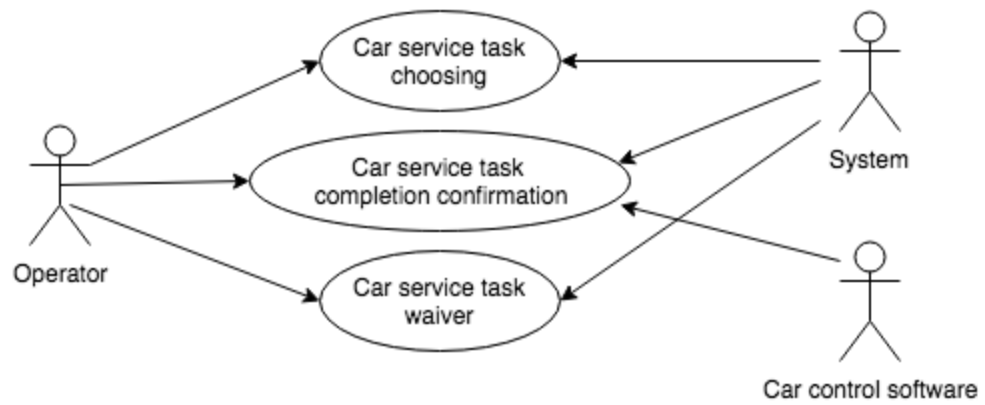 Car service task
choosing
System
Car service task
completion confirmation
Operator
Car service task
waiver
Car control software